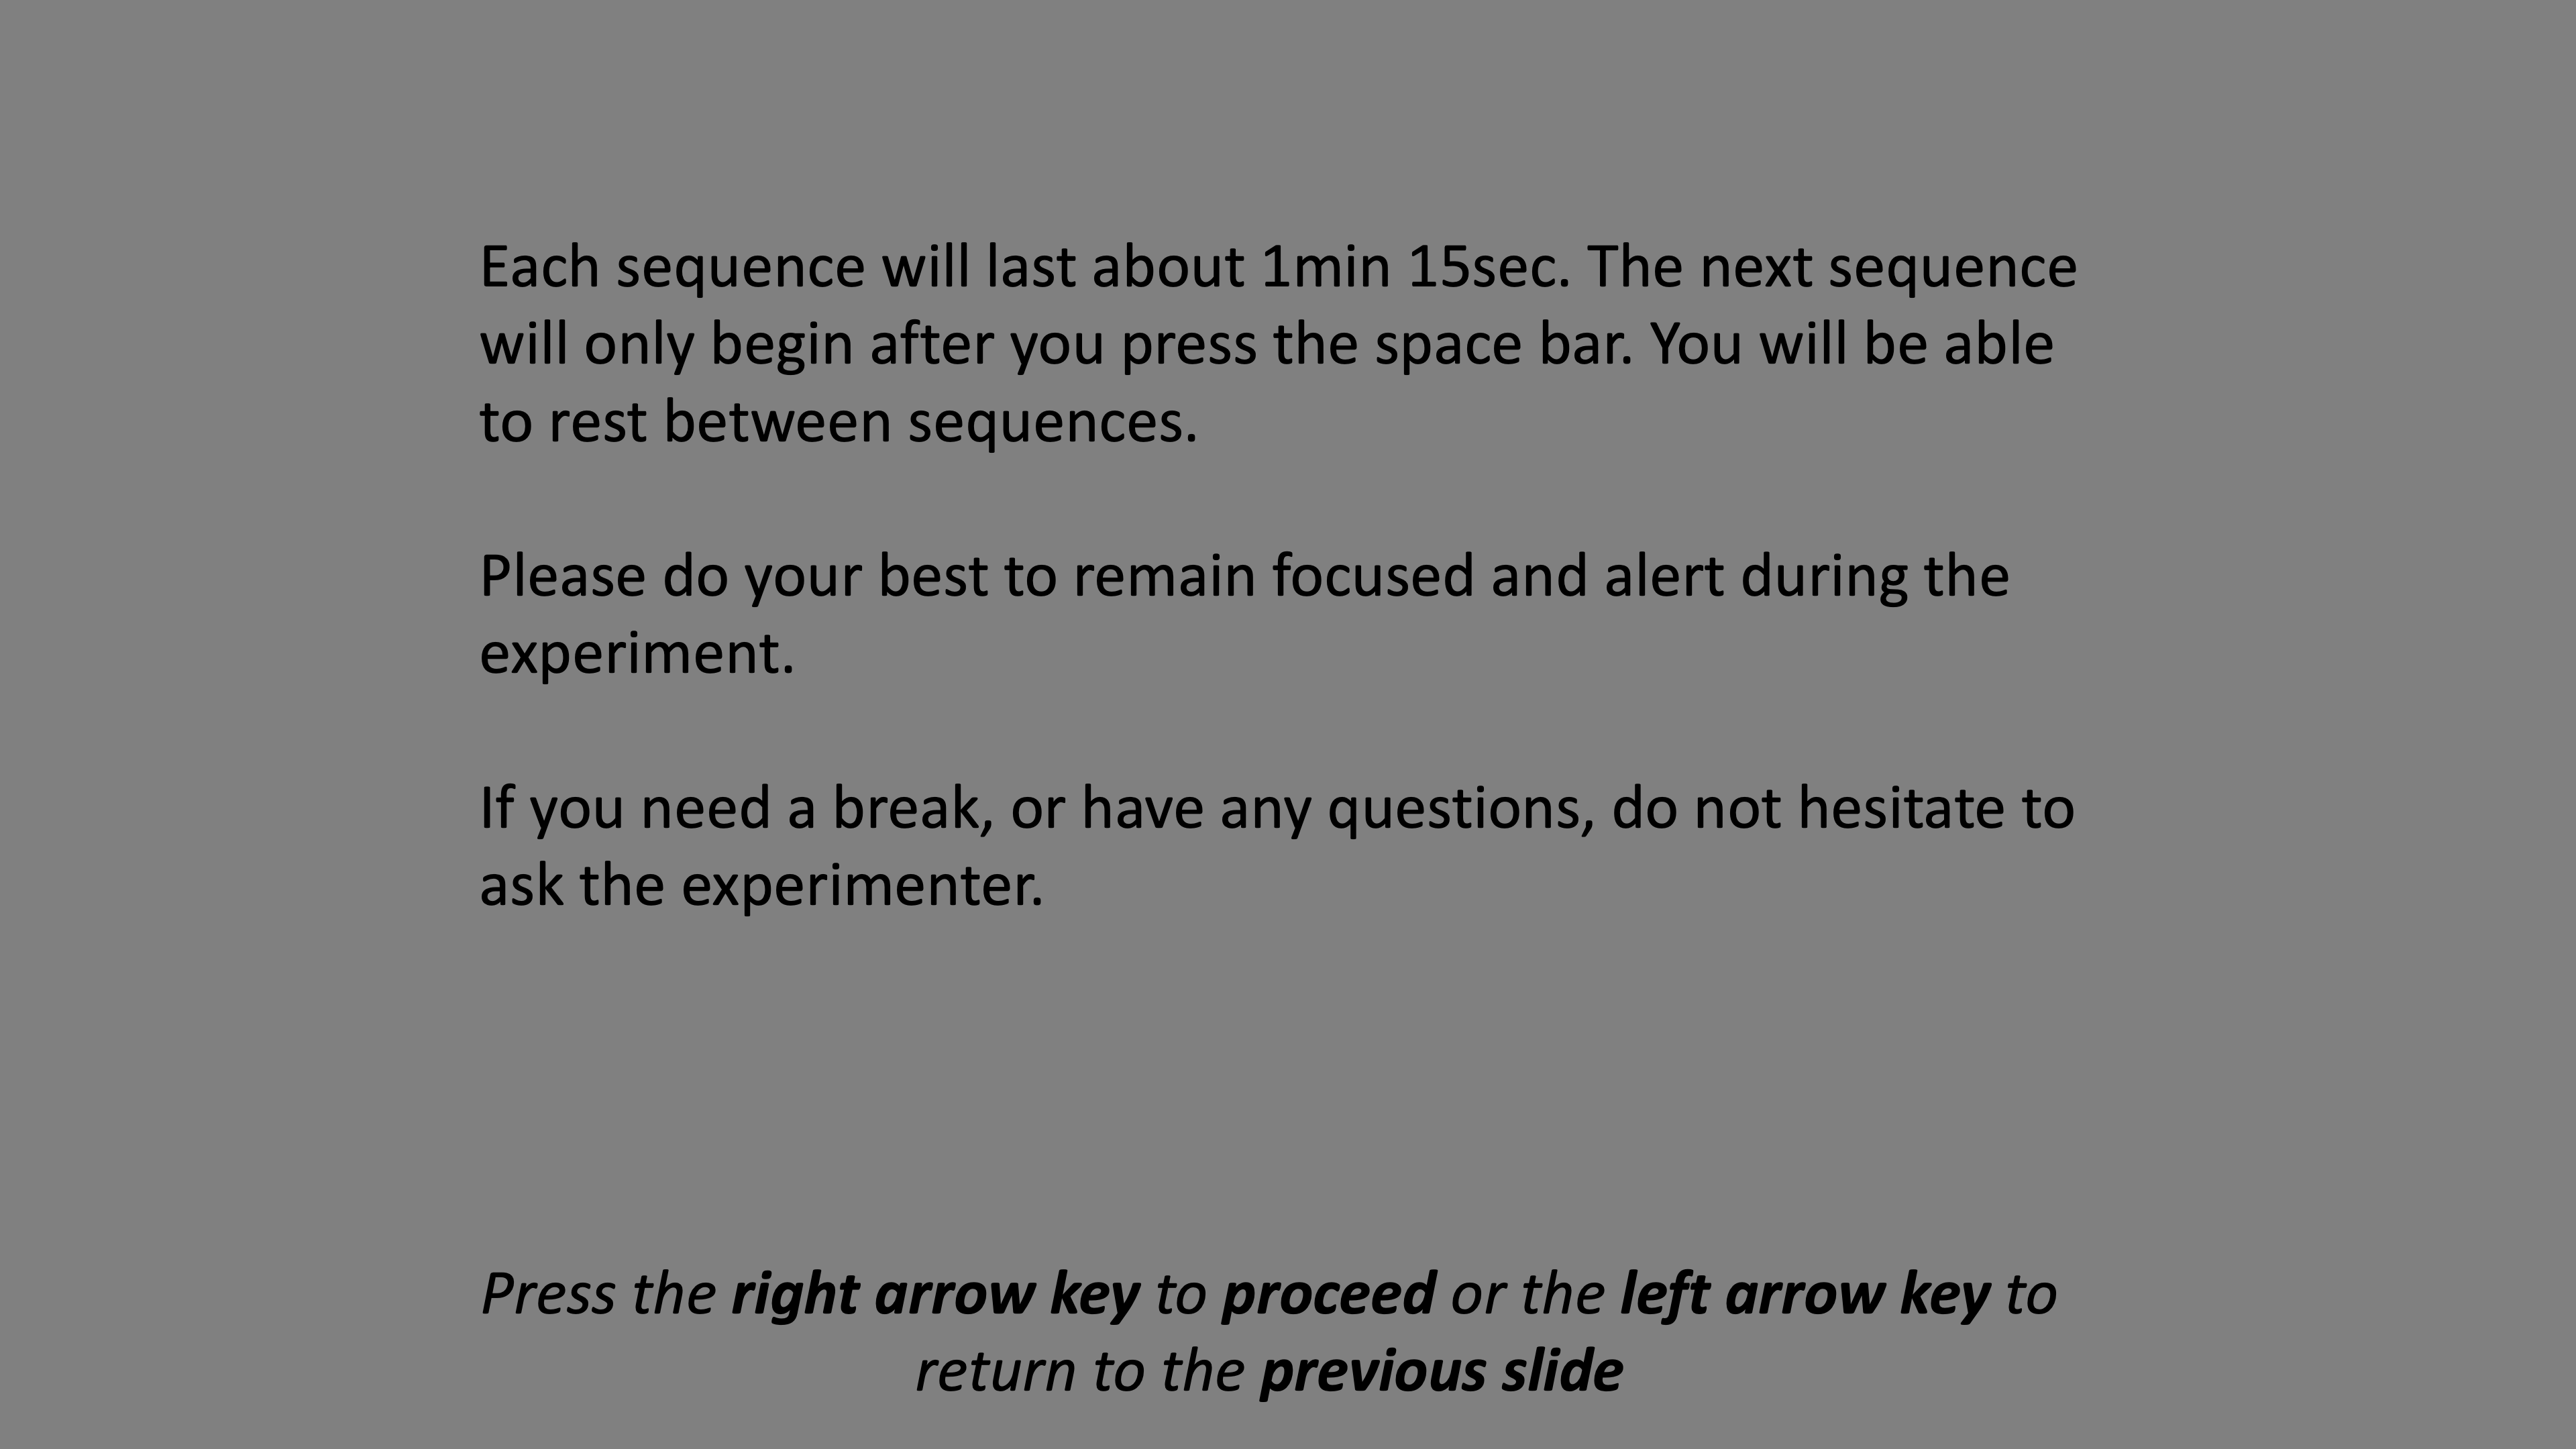 Each sequence will last about 1min 15sec. The next sequence
will only begin after you press the space bar. You will be able
to rest between sequences.
Please do your best to remain focused and alert during the
experiment.
If you need a break, or have any questions, do not hesitate to
ask the experimenter.
Press the right arrow key to proceed or the left arrow key to
return to the previous slide